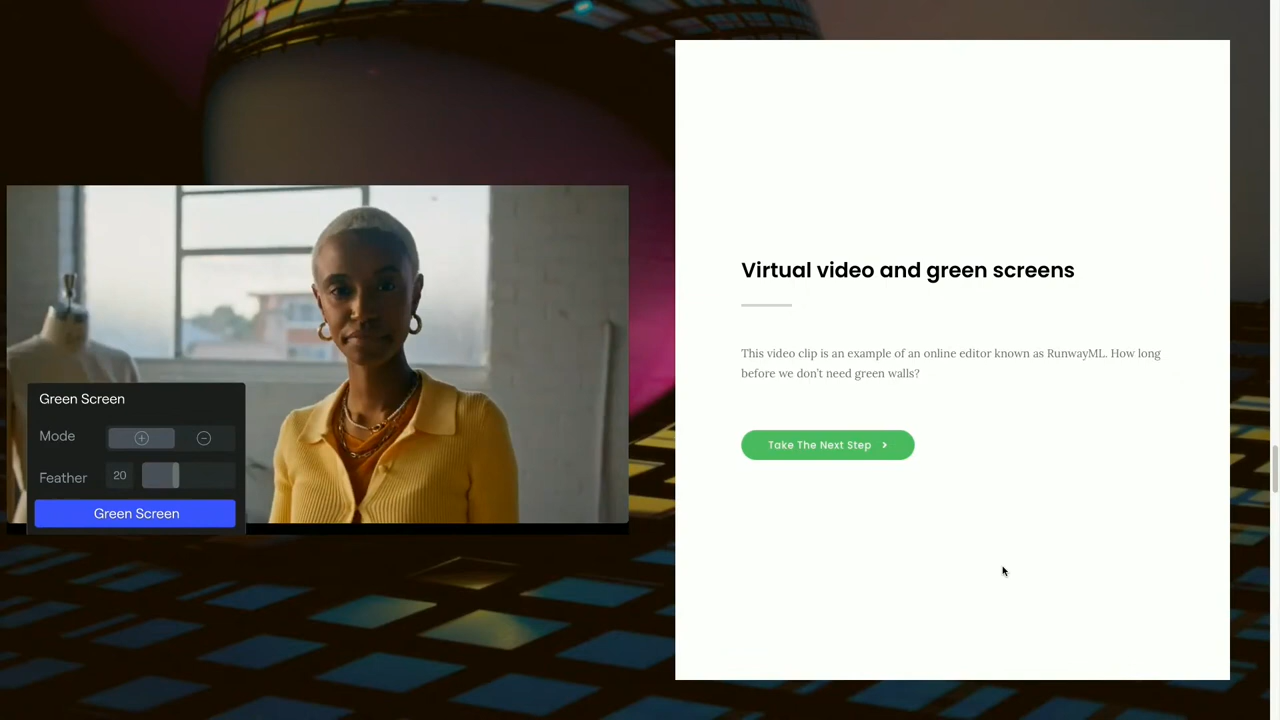 Virtual video and green screens
This video clip is an example of an online editor known as RunwayML. How long
before we don't need green walls?
Take The Next Step
Green Screen
Mode
Feather 20
Green Screen